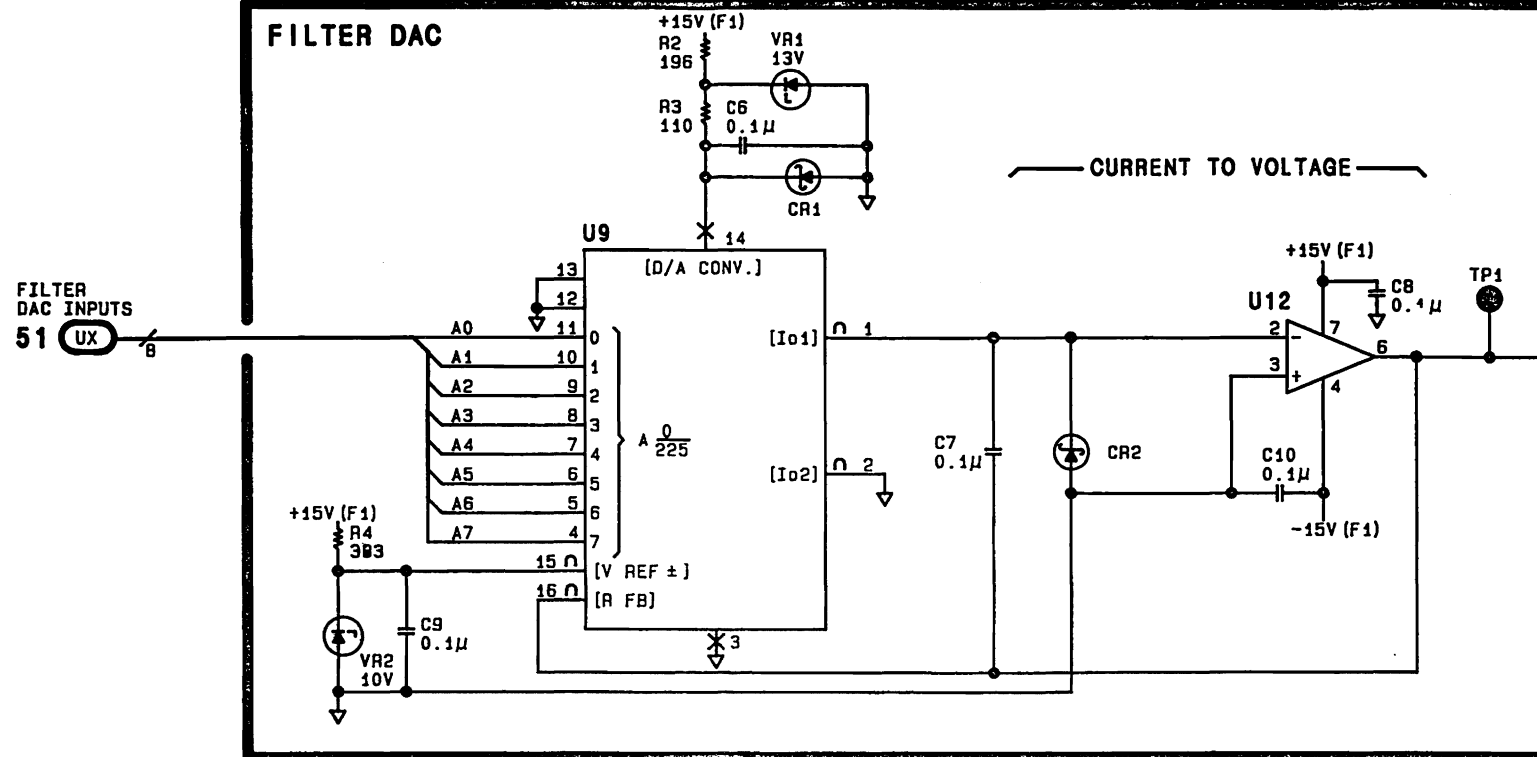 FILTER DAC
+15V (F1)
R2
196
VR1
13V
R3
110
C6
0.1µ
CR1
CURRENT TO VOLTAGE
U9
14
[D/A CONV.]
13
12
FILTER
DAC INPUTS
51 UX
8
A0 11 0
A1 10 1
A2 9 2
A3 8 3
A4 7 4
A5 6 5
A6 5 6
A7 4 7
A 0/225
[Io1] ∩ 1
[Io2] ∩ 2
+15V (F1)
R4
15 ∩ [V REF ±]
16 ∩ [R FB]
3
VR2
10V
C9
0.1µ
C7
0.1µ
CR2
+15V (F1)
C8
0.1µ
U12
2 -
3 +
7
6
4
C10
0.1µ
-15V (F1)
TP1